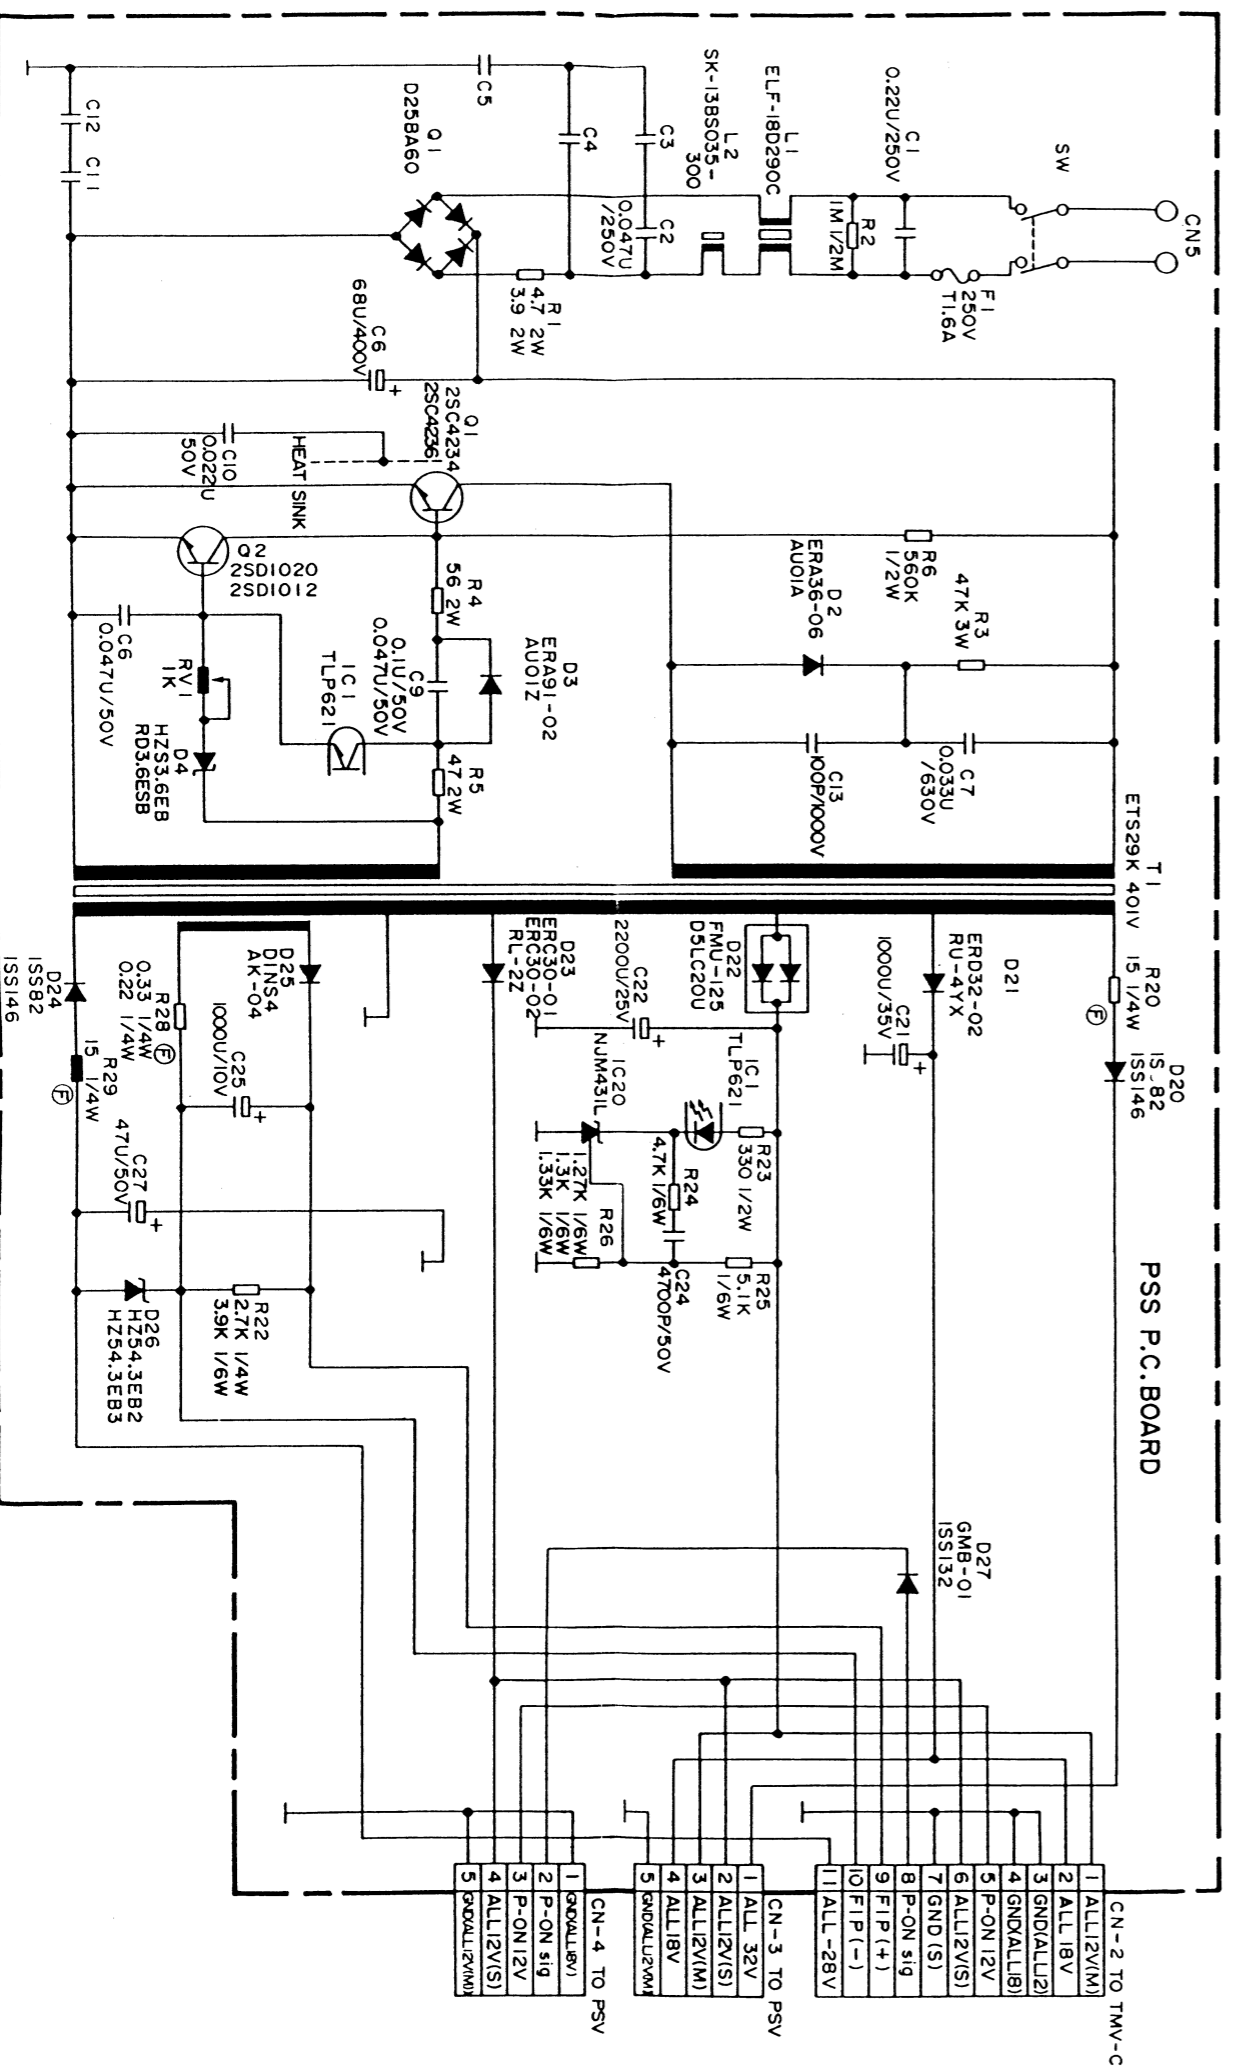 PSS P.C.BOARD
CN5
SW
F1
250V
T1.6A
C1
0.22U/250V
R2
1M 1/2M
L1
ELF-18D290C
L2
SK-13BS035-
300
C3
C2
0.047U
/250V
C4
C5
R1
4.7 2W
3.9 2W
Q1
D25BA60
C12
C11
C6
68U/400V
Q1
2SC4234
2SC4236
C10
0.022U
50V
HEAT SINK
Q2
2SD1020
2SD1012
R6
560K
1/2W
R3
47K 3W
D2
ERA36-06
AU01A
C7
0.033U
/630V
C13
100P/1000V
R4
56 2W
D3
ERA91-02
AU01Z
C9
0.1U/50V
0.047U/50V
IC1
TLP621
R5
47 2W
C6
0.047U/50V
RV1
1K
D4
HZS3.6EB
RD3.6ESB
T1
ETS29K 401V
R20
15 1/4W
F
D20
1SS146
D21
ERD32-02
RU-4YX
C21
1000U/35V
D22
FMU-125
D5LC20U
C22
2200U/25V
IC1
TLP621
R23
330 1/2W
R24
4.7K 1/6W
R25
5.1K
1/6W
C24
4700P/50V
IC20
NJM431L
R26
1.27K 1/6W
1.3K 1/6W
1.33K 1/6W
D23
ERC30-01
ERC30-02
RL-2Z
D25
D1NS4
AK-04
R28
0.33 1/4W
0.22 1/4W
F
C25
1000U/10V
D24
1SS82
1SS146
R29
15 1/4W
F
C27
47U/50V
R22
2.7K 1/4W
3.9K 1/6W
D26
HZ54.3EB2
HZ54.3EB3
D27
GMB-01
1SS132
CN-2 TO TMV-C
1 ALL12V(M)
2 ALL 18V
3 GND(ALL12)
4 GND(ALL18)
5 P-ON 12V
6 ALL12V(S)
7 GND (S)
8 P-ON sig
9 FIP(+)
10 FIP(-)
11 ALL -28V
CN-3 TO PSV
1 ALL 32V
2 ALL12V(S)
3 ALL12V(M)
4 ALL18V
5 GND(ALL12V(M)
CN-4 TO PSV
1 GND(ALL18V)
2 P-ON sig
3 P-ON12V
4 ALL12V(S)
5 GND(ALL12V(M)